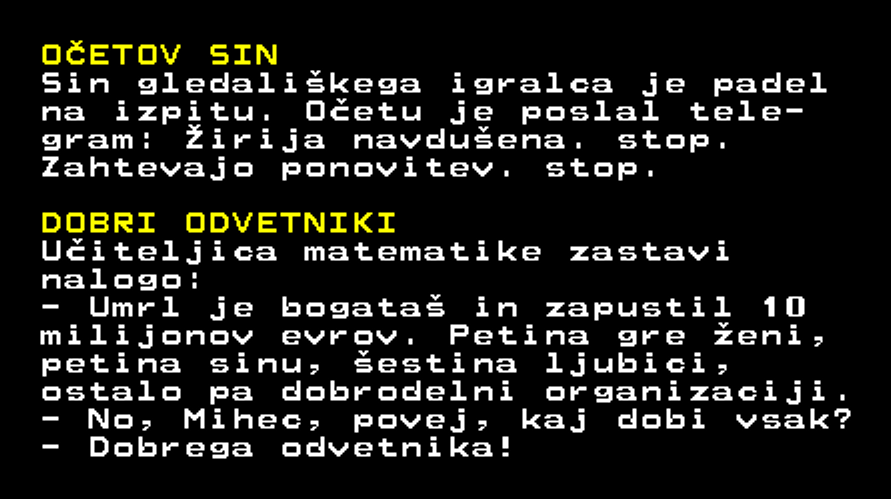 OČETOV SIN
Sin gledališkega igralca je padel
na izpitu. Očetu je poslal tele-
gram: Žirija navdušena. stop.
Zahtevajo ponovitev. stop.
DOBRI ODVETNIKI
Učiteljica matematike zastavi
nalogo:
- Umrl je bogataš in zapustil 10
milijonov evrov. Petina gre ženi,
petina sinu, šestina ljubici,
ostalo pa dobrodelni organizaciji.
- No, Mihec, povej, kaj dobi vsak?
- Dobrega odvetnika!